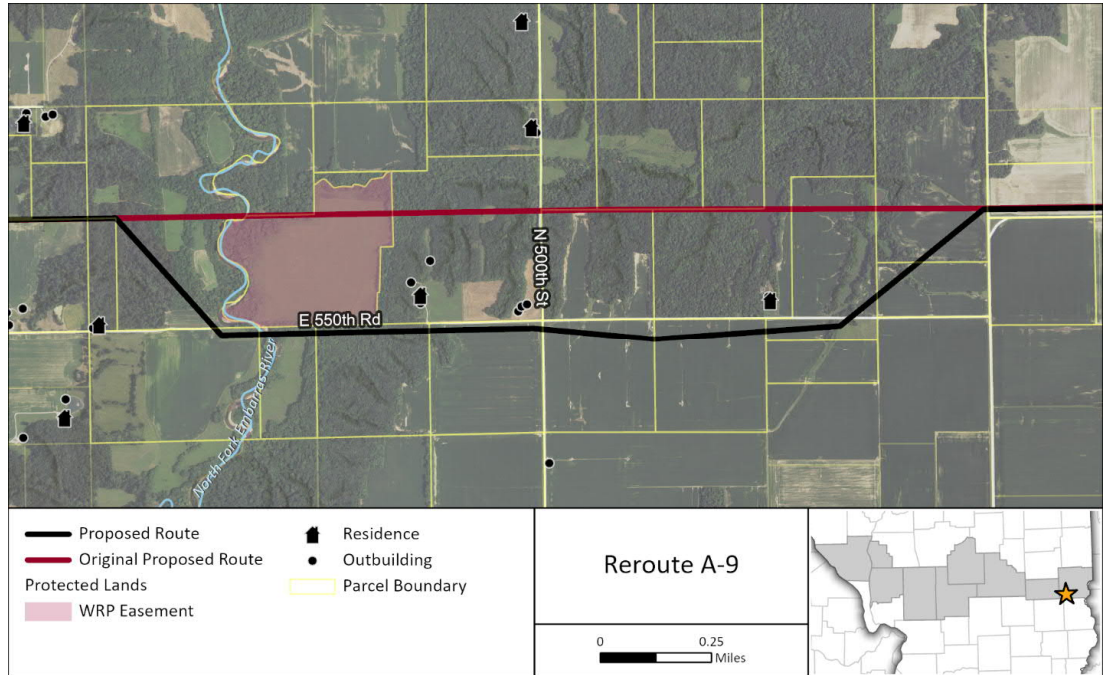 N 500th St
E 550th Rd
North Fork Embarras River
Proposed Route
Original Proposed Route
Protected Lands
WRP Easement
Residence
Outbuilding
Parcel Boundary
Reroute A-9
0 0.25
Miles